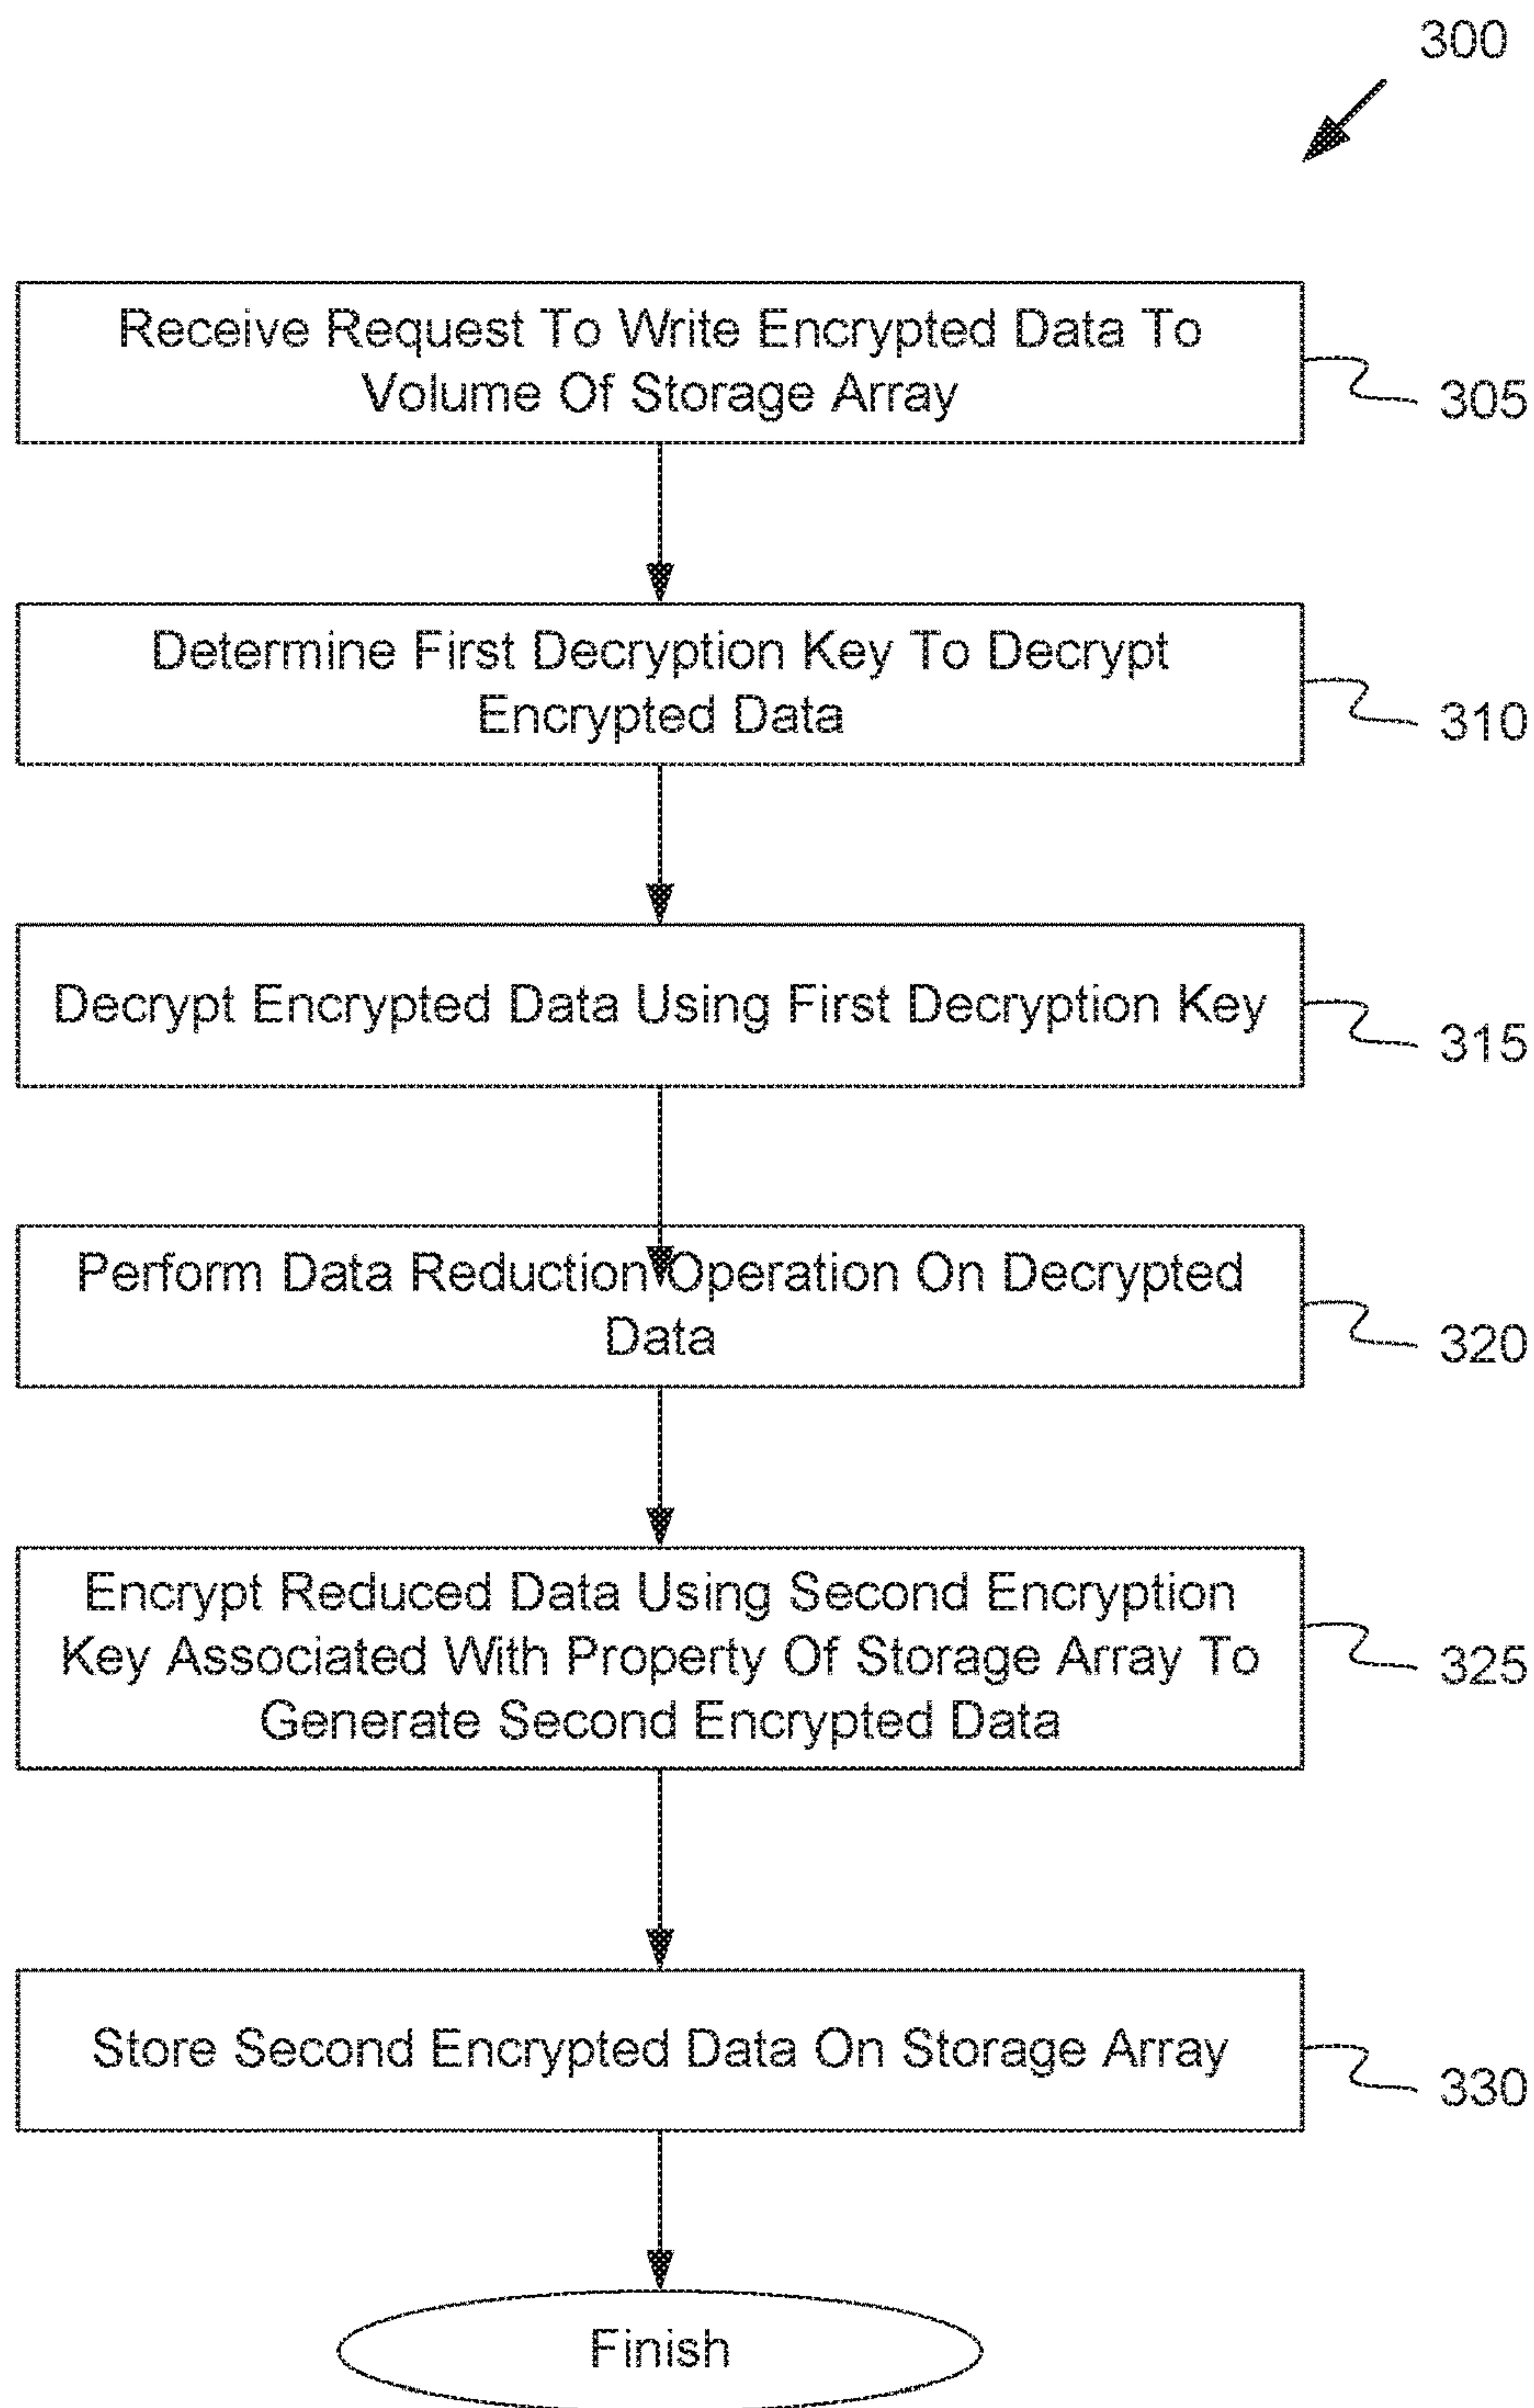 300
Receive Request To Write Encrypted Data To
Volume Of Storage Array
305
Determine First Decryption Key To Decrypt
Encrypted Data
310
Decrypt Encrypted Data Using First Decryption Key
315
Perform Data Reduction Operation On Decrypted
Data
320
Encrypt Reduced Data Using Second Encryption
Key Associated With Property Of Storage Array To
Generate Second Encrypted Data
325
Store Second Encrypted Data On Storage Array
330
Finish